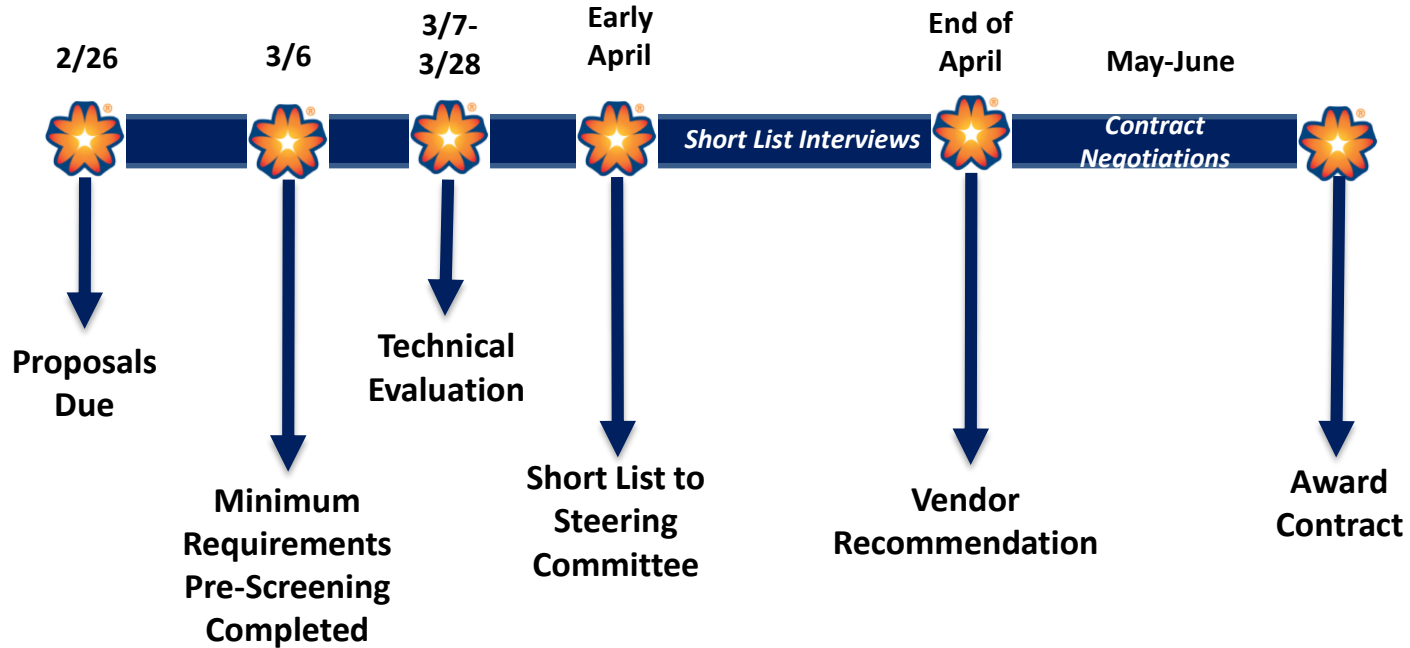 2/26
3/6
3/7-
3/28
Early
April
End of
April
May-June
®
®
®
®
®
®
Short List Interviews
Contract
Negotiations
Proposals
Due
Minimum
Requirements
Pre-Screening
Completed
Technical
Evaluation
Short List to
Steering
Committee
Vendor
Recommendation
Award
Contract